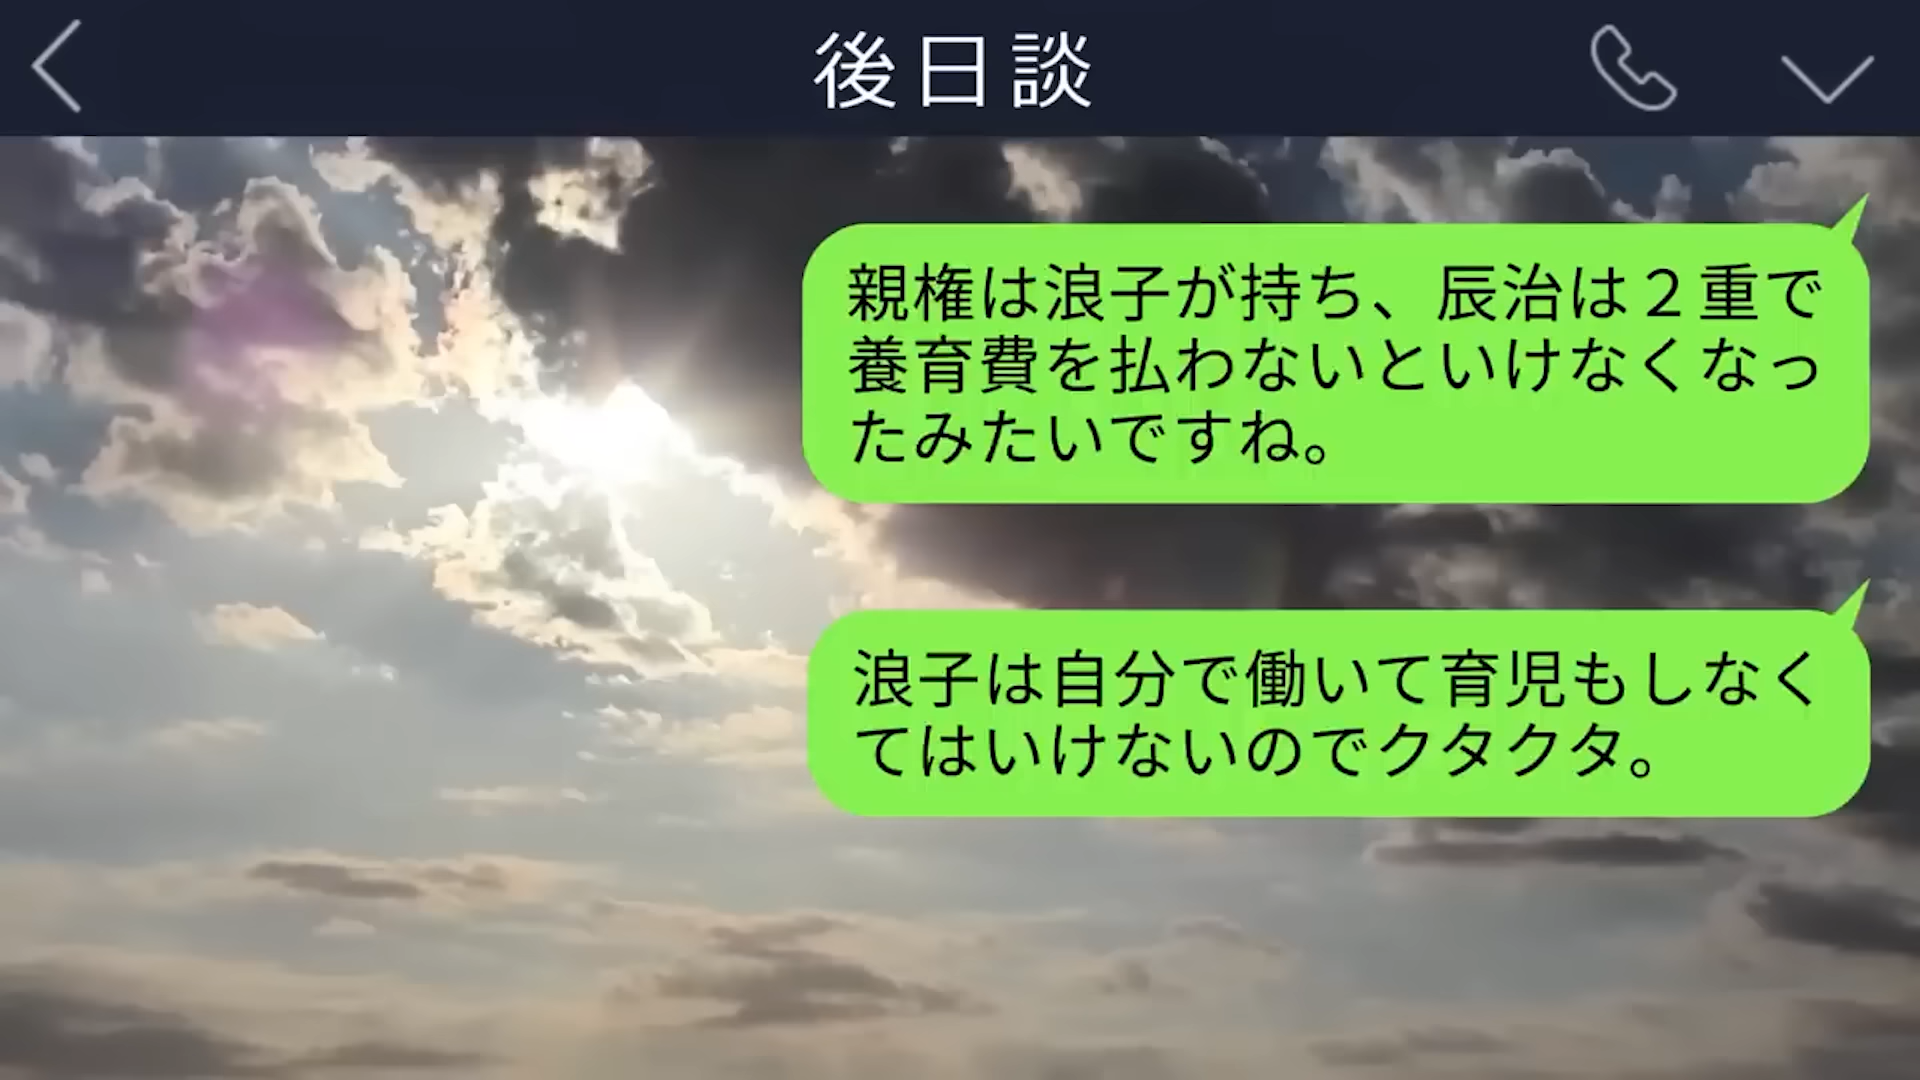 後日談
親権は浪子が持ち、辰治は２重で
養育費を払わないといけなくなっ
たみたいですね。
浪子は自分で働いて育児もしなく
てはいけないのでクタクタ。